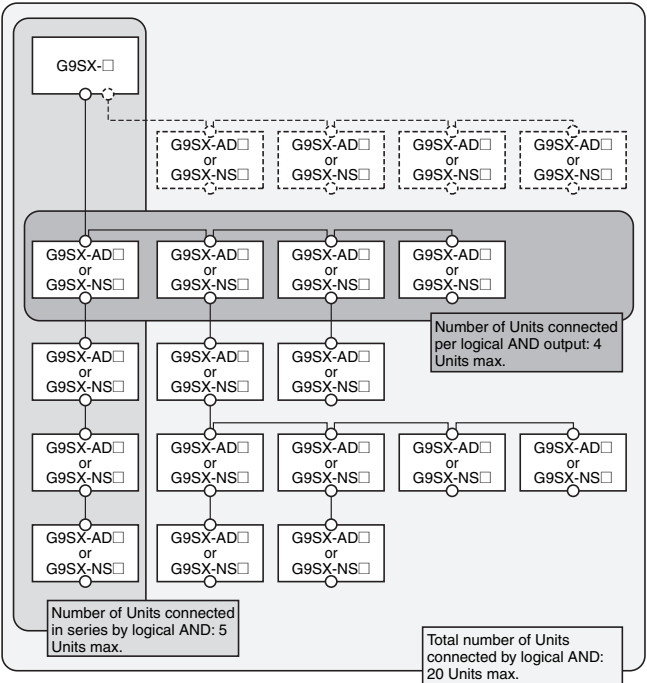 G9SX-□
G9SX-AD□ G9SX-AD□ G9SX-AD□ G9SX-AD□
or or or or
G9SX-NS□ G9SX-NS□ G9SX-NS□ G9SX-NS□
G9SX-AD□ G9SX-AD□ G9SX-AD□ G9SX-AD□
or or or or
G9SX-NS□ G9SX-NS□ G9SX-NS□ G9SX-NS□
Number of Units connected
per logical AND output: 4
Units max.
G9SX-AD□ G9SX-AD□ G9SX-AD□
or or or
G9SX-NS□ G9SX-NS□ G9SX-NS□
G9SX-AD□ G9SX-AD□ G9SX-AD□ G9SX-AD□ G9SX-AD□
or or or or or
G9SX-NS□ G9SX-NS□ G9SX-NS□ G9SX-NS□ G9SX-NS□
G9SX-AD□ G9SX-AD□ G9SX-AD□
or or or
G9SX-NS□ G9SX-NS□ G9SX-NS□
Number of Units connected
in series by logical AND: 5
Units max.
Total number of Units
connected by logical AND:
20 Units max.